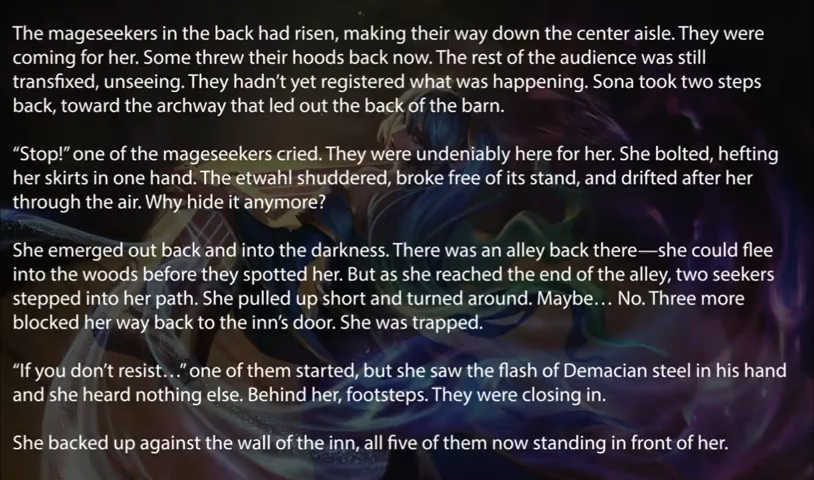 The mageseekers in the back had risen, making their way down the center aisle. They were
coming for her. Some threw their hoods back now. The rest of the audience was still
transfixed, unseeing. They hadn’t yet registered what was happening. Sona took two steps
back, toward the archway that led out the back of the barn.
“Stop!” one of the mageseekers cried. They were undeniably here for her. She bolted, hefting
her skirts in one hand. The etwahl shuddered, broke free of its stand, and drifted after her
through the air. Why hide it anymore?
She emerged out back and into the darkness. There was an alley back there—she could flee
into the woods before they spotted her. But as she reached the end of the alley, two seekers
stepped into her path. She pulled up short and turned around. Maybe… No. Three more
blocked her way back to the inn’s door. She was trapped.
“If you don’t resist…” one of them started, but she saw the flash of Demacian steel in his hand
and she heard nothing else. Behind her, footsteps. They were closing in.
She backed up against the wall of the inn, all five of them now standing in front of her.